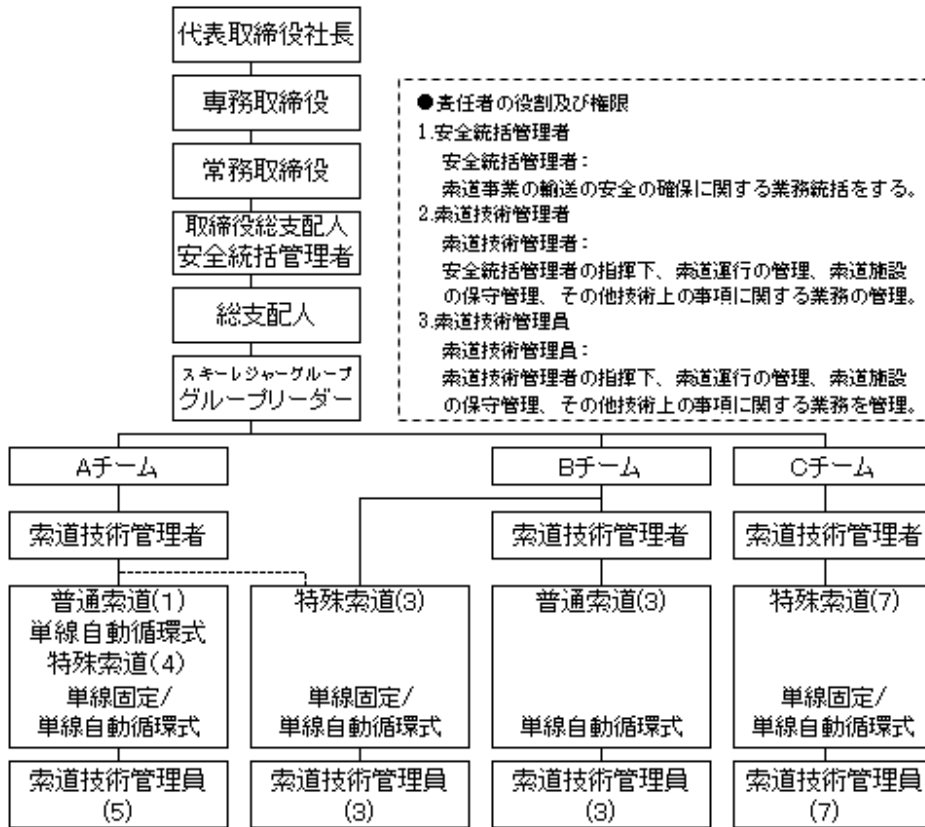 代表取締役社長
専務取締役
常務取締役
取締役総支配人
安全統括管理者
総支配人
スキーレジャーグループ
グループリーダー
●責任者の役割及び権限
1.安全統括管理者
安全統括管理者：
索道事業の輸送の安全の確保に関する業務統括をする。
2.索道技術管理者
索道技術管理者：
安全統括管理者の指揮下、索道運行の管理、索道施設
の保守管理、その他技術上の事項に関する業務の管理。
3.索道技術管理員
索道技術管理員：
索道技術管理者の指揮下、索道運行の管理、索道施設
の保守管理、その他技術上の事項に関する業務を管理。
Aチーム
Bチーム
Cチーム
索道技術管理者
索道技術管理者
索道技術管理者
普通索道(1)
単線自動循環式
特殊索道(4)
単線固定/
単線自動循環式
特殊索道(3)
単線固定/
単線自動循環式
普通索道(3)
単線自動循環式
特殊索道(7)
単線固定/
単線自動循環式
索道技術管理員
(5)
索道技術管理員
(3)
索道技術管理員
(3)
索道技術管理員
(7)